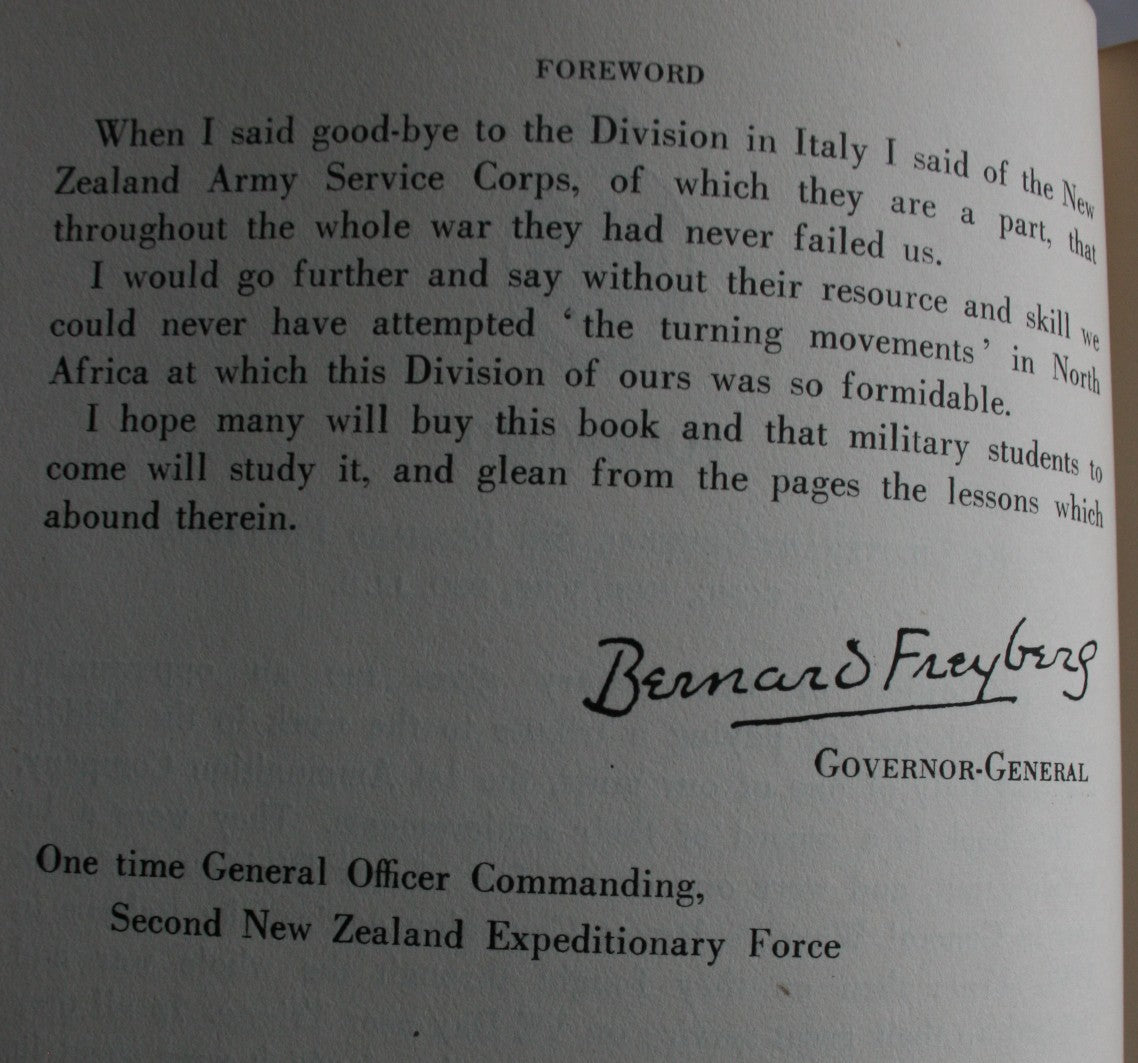 FOREWORD
When I said good-bye to the Division in Italy I said of the New
Zealand Army Service Corps, of which they are a part, that
throughout the whole war they had never failed us.
I would go further and say without their resource and skill we
could never have attempted ‘the turning movements’ in North
Africa at which this Division of ours was so formidable.
I hope many will buy this book and that military students to
come will study it, and glean from the pages the lessons which
abound therein.
Bernard Freyberg
GOVERNOR-GENERAL
One time General Officer Commanding,
Second New Zealand Expeditionary Force